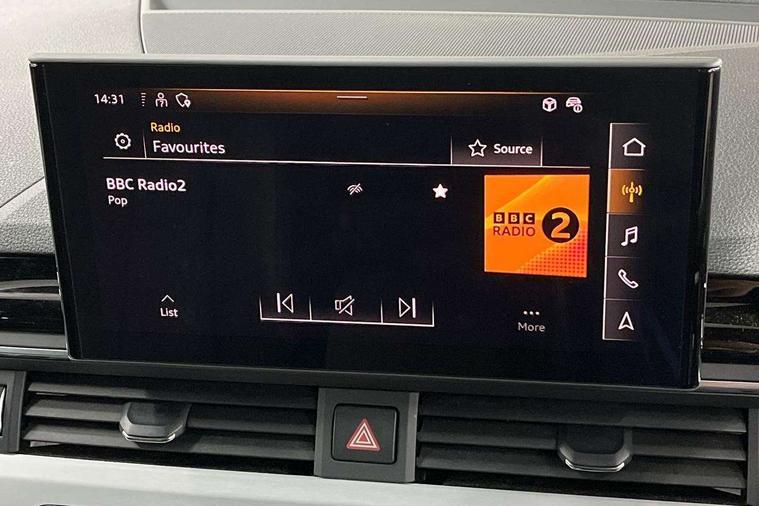 14:31
Radio
Favourites
Source
BBC Radio2
Pop
BBC
RADIO
2
List
More